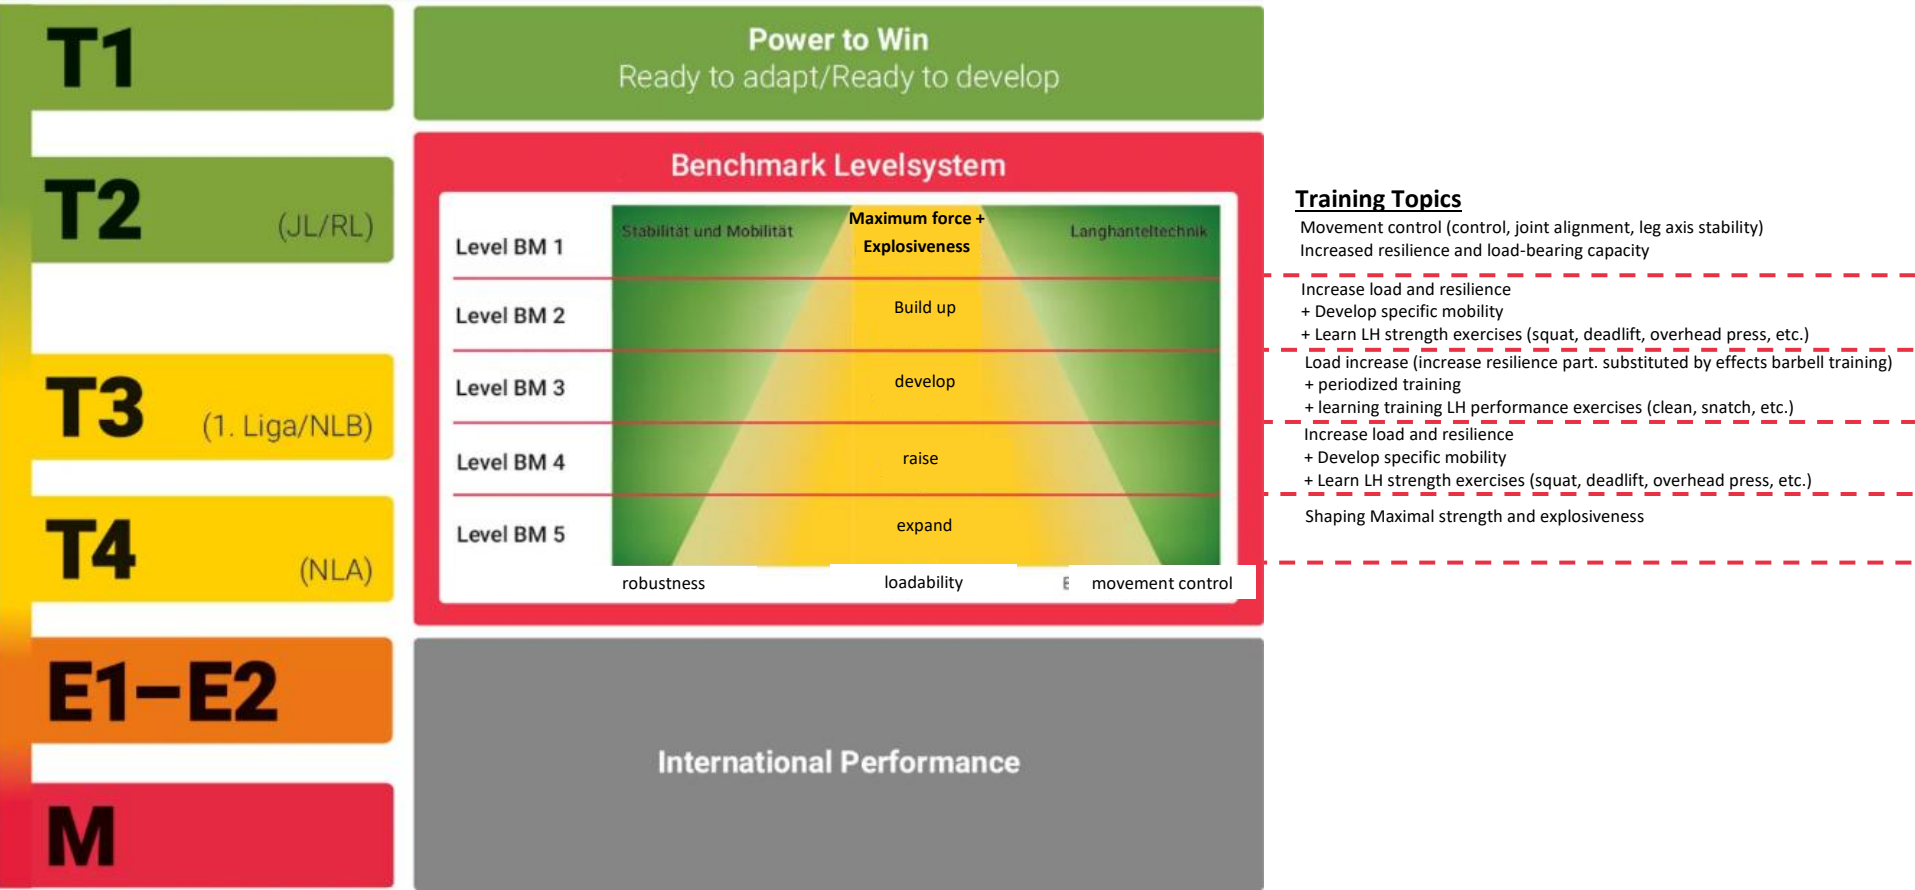 T1
Power to Win
Ready to adapt/Ready to develop
T2
(JL/RL)
Benchmark Levelsystem
Level BM 1
Stabilität und Mobilität
Maximum force +
Explosiveness
Langhanteltechnik
Level BM 2
Build up
Level BM 3
develop
Level BM 4
raise
Level BM 5
expand
robustness
loadability
E
movement control
Training Topics
Movement control (control, joint alignment, leg axis stability)
Increased resilience and load-bearing capacity
Increase load and resilience
+ Develop specific mobility
+ Learn LH strength exercises (squat, deadlift, overhead press, etc.)
Load increase (increase resilience part. substituted by effects barbell training)
+ periodized training
+ learning training LH performance exercises (clean, snatch, etc.)
Increase load and resilience
+ Develop specific mobility
+ Learn LH strength exercises (squat, deadlift, overhead press, etc.)
Shaping Maximal strength and explosiveness
T3
(1. Liga/NLB)
T4
(NLA)
E1–E2
International Performance
M